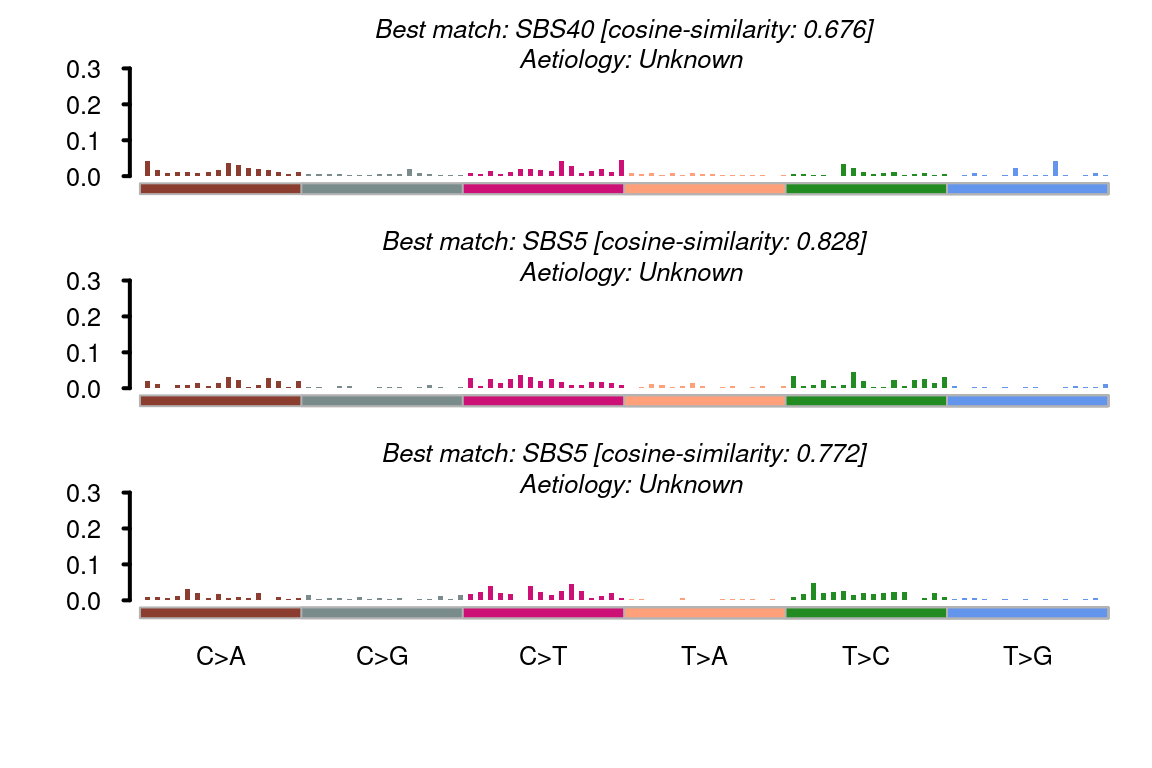 Best match: SBS40 [cosine-similarity: 0.676]
Aetiology: Unknown
0.3
0.2
0.1
0.0
Best match: SBS5 [cosine-similarity: 0.828]
Aetiology: Unknown
0.3
0.2
0.1
0.0
Best match: SBS5 [cosine-similarity: 0.772]
Aetiology: Unknown
0.3
0.2
0.1
0.0
C>A C>G C>T T>A T>C T>G